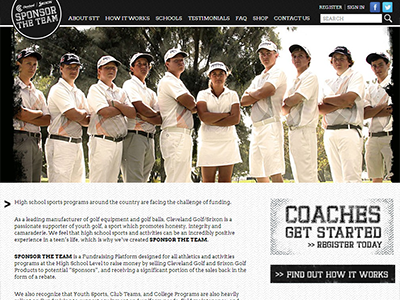 SPONSOR
THE TEAM
ABOUT STT HOW IT WORKS SCHOOLS TESTIMONIALS FAQ SHOP CONTACT US
REGISTER | SIGN IN
SEARCH
High school sports programs around the country are facing the challenge of funding.
As a leading manufacturer of golf equipment and golf balls, Cleveland Golf/Srixon is a
passionate supporter of youth golf, a sport which promotes honesty, integrity and
camaraderie. We feel that high school sports and activities can be an incredibly positive
experience in a teen's life, which is why we've created SPONSOR THE TEAM.
SPONSOR THE TEAM is a Fundraising Platform designed for all athletics and activities
programs at the High School Level to raise money by selling Cleveland Golf and Srixon Golf
Products to potential "Sponsors", and receiving a significant portion of the sales back in the
form of a rebate.
We also recognize that Youth Sports, Club Teams, and College Programs are also heavily
COACHES
GET STARTED
>> REGISTER TODAY
>> FIND OUT HOW IT WORKS